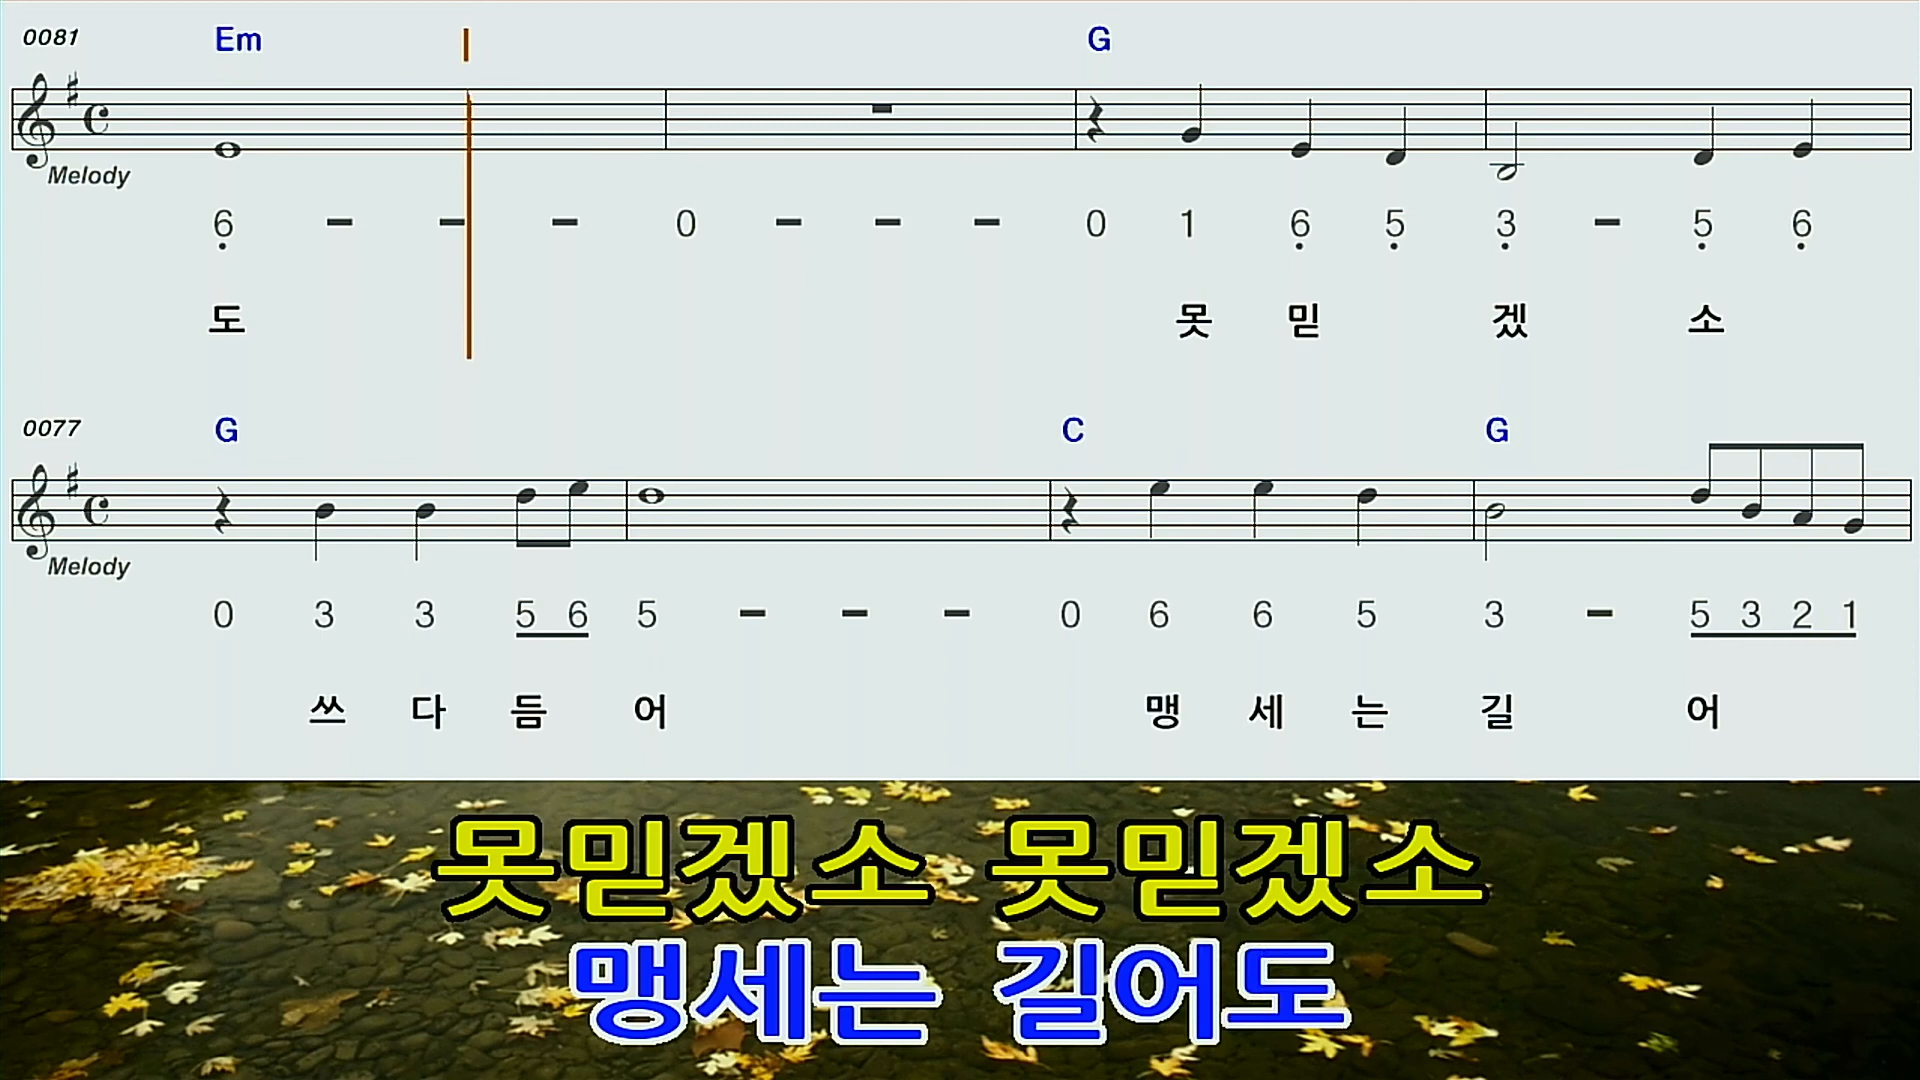 0081 Em G
Melody
6 - - - 0 - - - 0 1 6 5 3 - 5 6
도 못 믿 겠 소
0077 G C G
Melody
0 3 3 5 6 5 - - - 0 6 6 5 3 - 5 3 2 1
쓰 다 듬 어 맹 세 는 길 어
못믿겠소 못믿겠소
맹세는 길어도